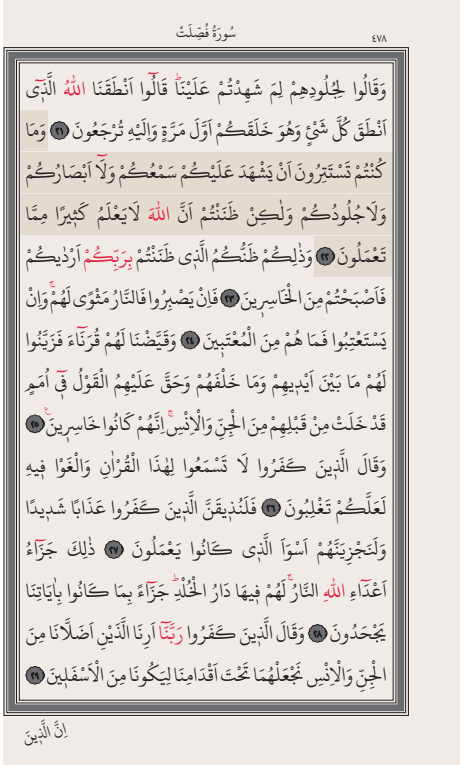 سُورَةُ فُصِّلَتْ
٤٧٨
وَقَالُوا لِجُلُودِهِمْ لِمَ شَهِدْتُمْ عَلَيْنَاۜ قَالُٓوا اَنْطَقَنَا اللّٰهُ الَّذ۪ٓي
اَنْطَقَ كُلَّ شَيْءٍ وَهُوَ خَلَقَكُمْ اَوَّلَ مَرَّةٍ وَاِلَيْهِ تُرْجَعُونَ ﴿٢١﴾ وَمَا
كُنْتُمْ تَسْتَتِرُونَ اَنْ يَشْهَدَ عَلَيْكُمْ سَمْعُكُمْ وَلَٓا اَبْصَارُكُمْ
وَلَا جُلُودُكُمْ وَلٰكِنْ ظَنَنْتُمْ اَنَّ اللّٰهَ لَا يَعْلَمُ كَث۪يرًا مِمَّا
تَعْمَلُونَ ﴿٢٢﴾ وَذٰلِكُمْ ظَنُّكُمُ الَّذ۪ي ظَنَنْتُمْ بِرَبِّكُمْ اَرْدٰيكُمْ
فَاَصْبَحْتُمْ مِنَ الْخَاسِر۪ينَ ﴿٢٣﴾ فَاِنْ يَصْبِرُوا فَالنَّارُ مَثْوًى لَهُمْۚ وَاِنْ
يَسْتَعْتِبُوا فَمَا هُمْ مِنَ الْمُعْتَب۪ينَ ﴿٢٤﴾ وَقَيَّضْنَا لَهُمْ قُرَنَٓاءَ فَزَيَّنُوا
لَهُمْ مَا بَيْنَ اَيْد۪يهِمْ وَمَا خَلْفَهُمْ وَحَقَّ عَلَيْهِمُ الْقَوْلُ ف۪ٓي اُمَمٍ
قَدْ خَلَتْ مِنْ قَبْلِهِمْ مِنَ الْجِنِّ وَالْاِنْسِۚ اِنَّهُمْ كَانُوا خَاسِر۪ينَ۟ ﴿٢٥﴾
وَقَالَ الَّذ۪ينَ كَفَرُوا لَا تَسْمَعُوا لِهٰذَا الْقُرْاٰنِ وَالْغَوْا ف۪يهِ
لَعَلَّكُمْ تَغْلِبُونَ ﴿٢٦﴾ فَلَنُذ۪يقَنَّ الَّذ۪ينَ كَفَرُوا عَذَابًا شَد۪يدًا
وَلَنَجْزِيَنَّهُمْ اَسْوَاَ الَّذ۪ي كَانُوا يَعْمَلُونَ ﴿٢٧﴾ ذٰلِكَ جَزَٓاءُ
اَعْدَٓاءِ اللّٰهِ النَّارُۚ لَهُمْ ف۪يهَا دَارُ الْخُلْدِۜ جَزَٓاءً بِمَا كَانُوا بِاٰيَاتِنَا
يَجْحَدُونَ ﴿٢٨﴾ وَقَالَ الَّذ۪ينَ كَفَرُوا رَبَّنَٓا اَرِنَا الَّذَيْنِ اَضَلَّانَا مِنَ
الْجِنِّ وَالْاِنْسِ نَجْعَلْهُمَا تَحْتَ اَقْدَامِنَا لِيَكُونَا مِنَ الْاَسْفَل۪ينَ ﴿٢٩﴾
اِنَّ الَّذ۪ينَ